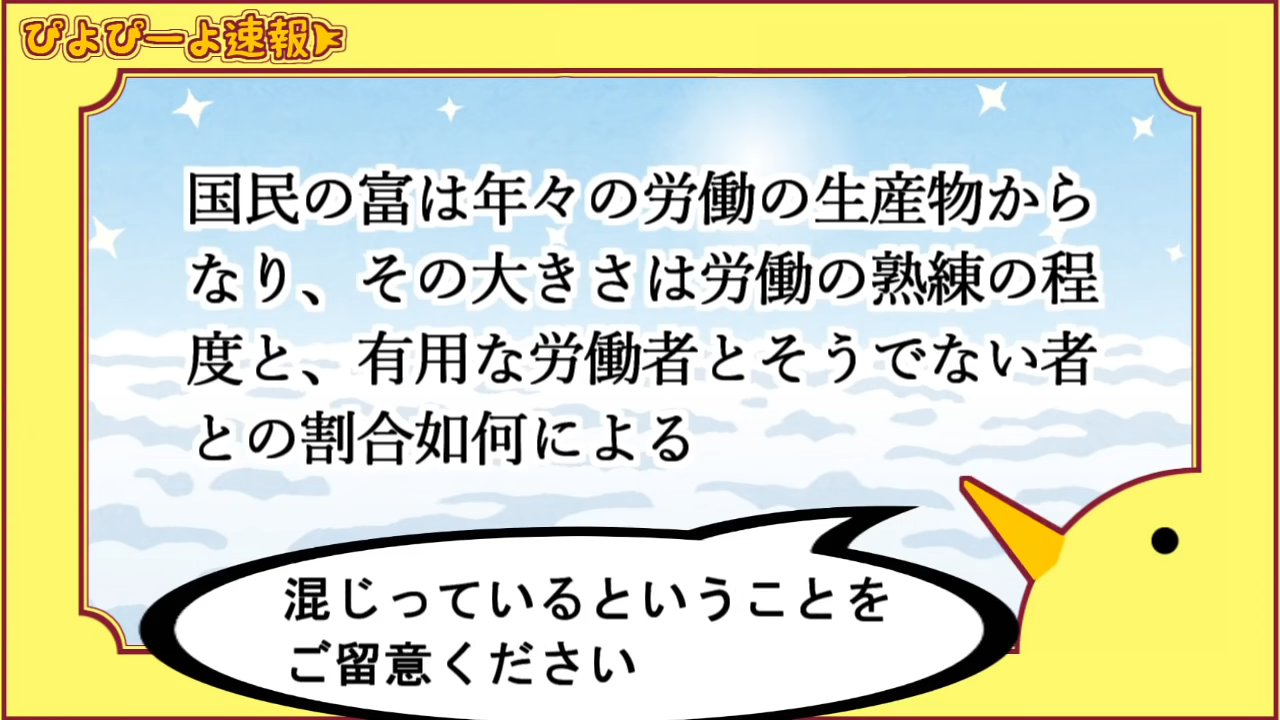 ぴよぴーよ速報
国民の富は年々の労働の生産物から
なり、その大きさは労働の熟練の程
度と、有用な労働者とそうでない者
との割合如何による
混じっているということを
ご留意ください